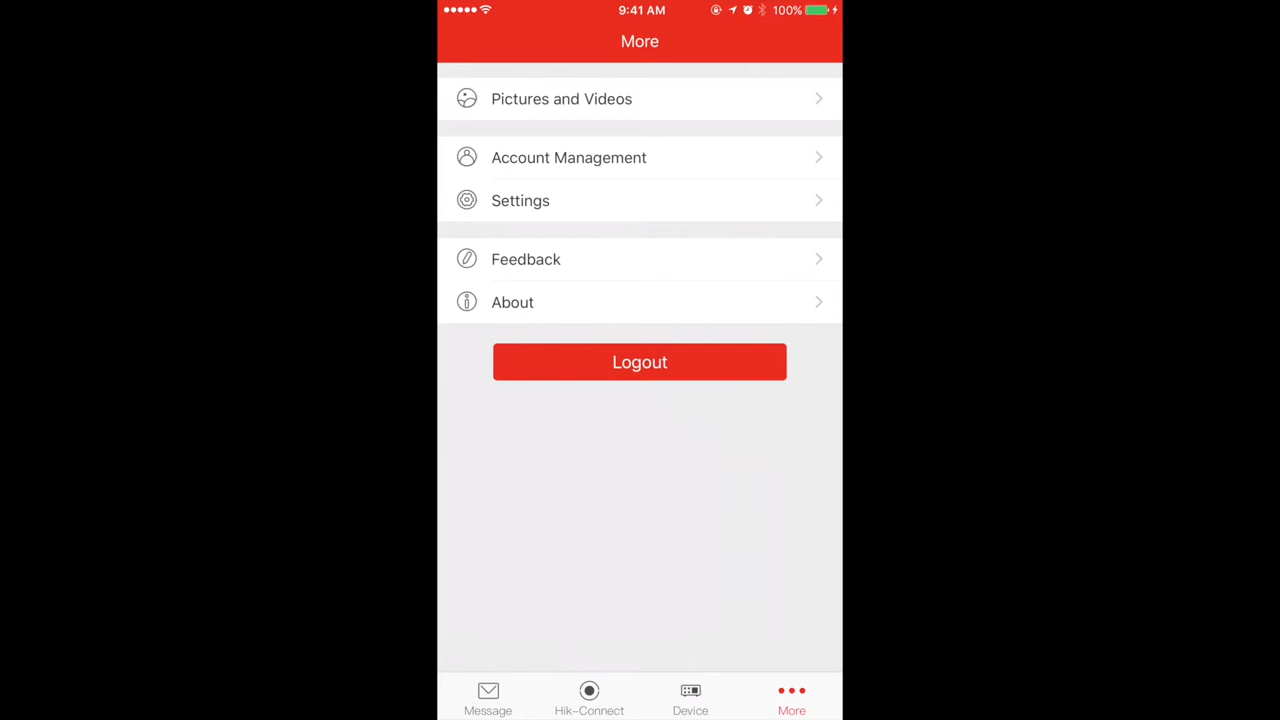 9:41 AM 100%
More
Pictures and Videos
Account Management
Settings
Feedback
About
Logout
Message Hik-Connect Device More